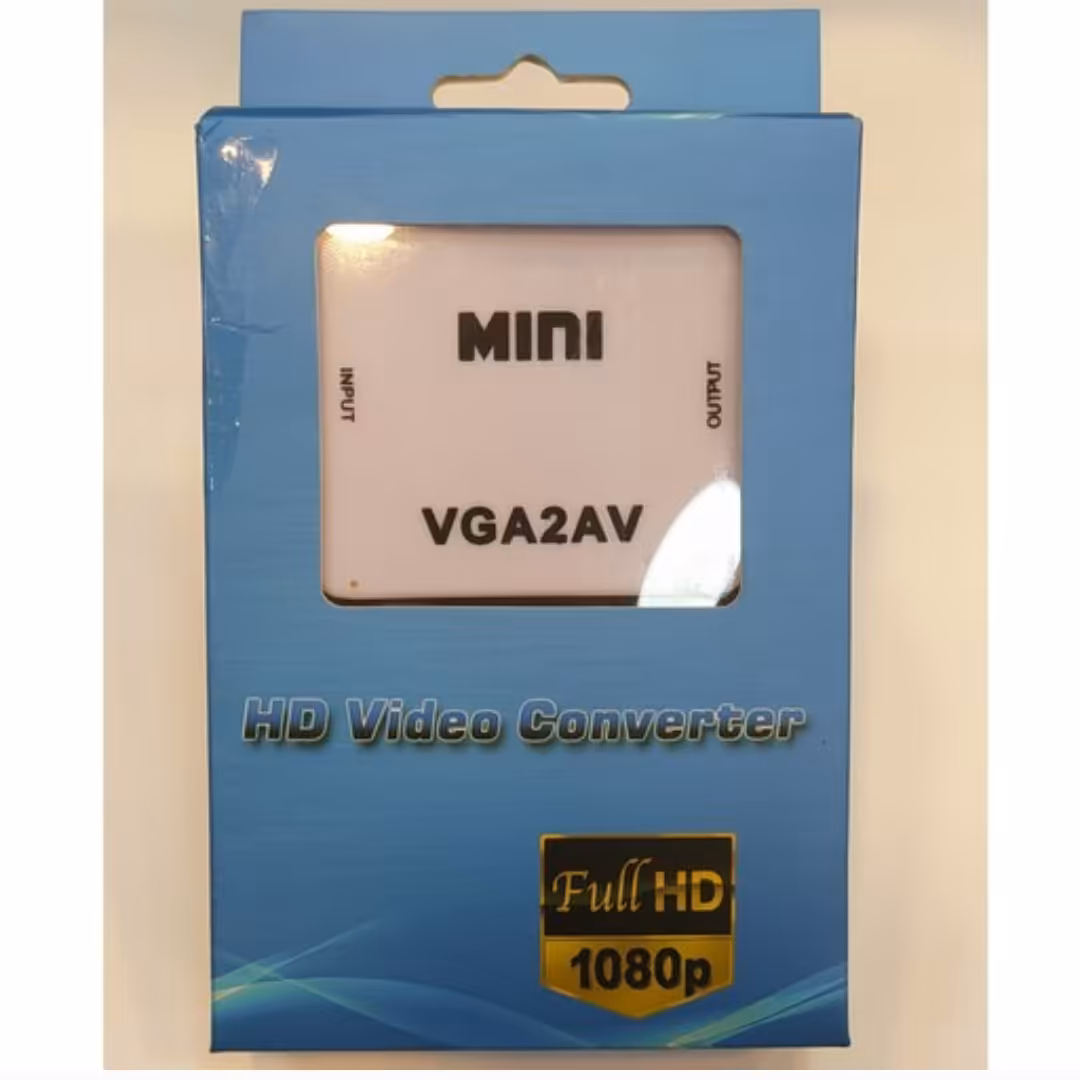 MINI
INPUT
OUTPUT
VGA2AV
HD Video Converter
Full HD
1080p